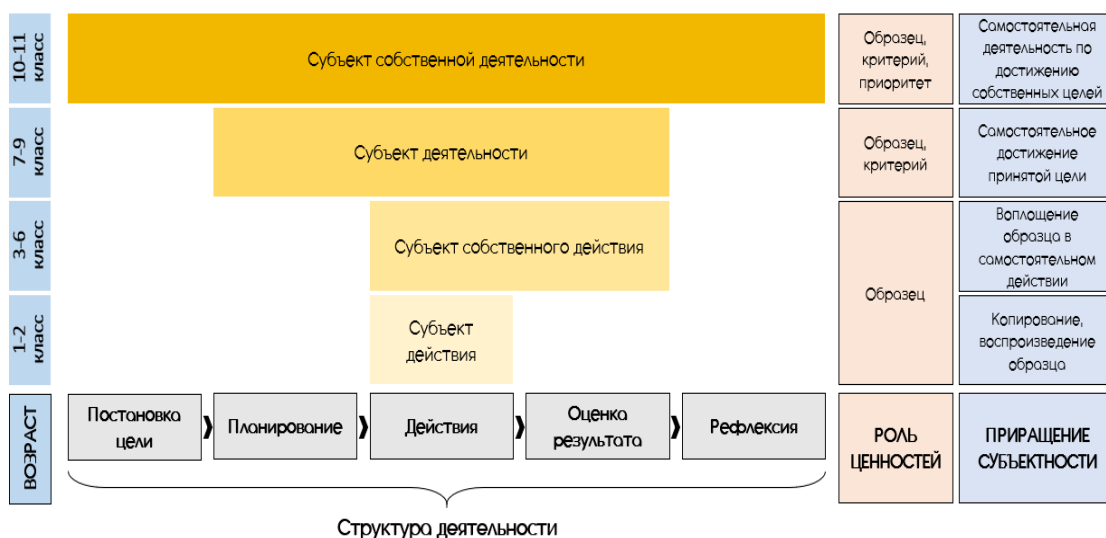 10-11
класс
Субъект собственной деятельности
Образец,
критерий,
приоритет
Самостоятельная
деятельность по
достижению
собственных целей
7-9
класс
Субъект деятельности
Образец,
критерий
Самостоятельное
достижение
принятой цели
3-6
класс
Субъект собственного действия
Образец
Воплощение
образца в
самостоятельном
действии
1-2
класс
Субъект
действия
Копирование,
воспроизведение
образца
ВОЗРАСТ
Постановка
цели
Планирование
Действия
Оценка
результата
Рефлексия
РОЛЬ
ЦЕННОСТЕЙ
ПРИРАЩЕНИЕ
СУБЪЕКТНОСТИ
Структура деятельности